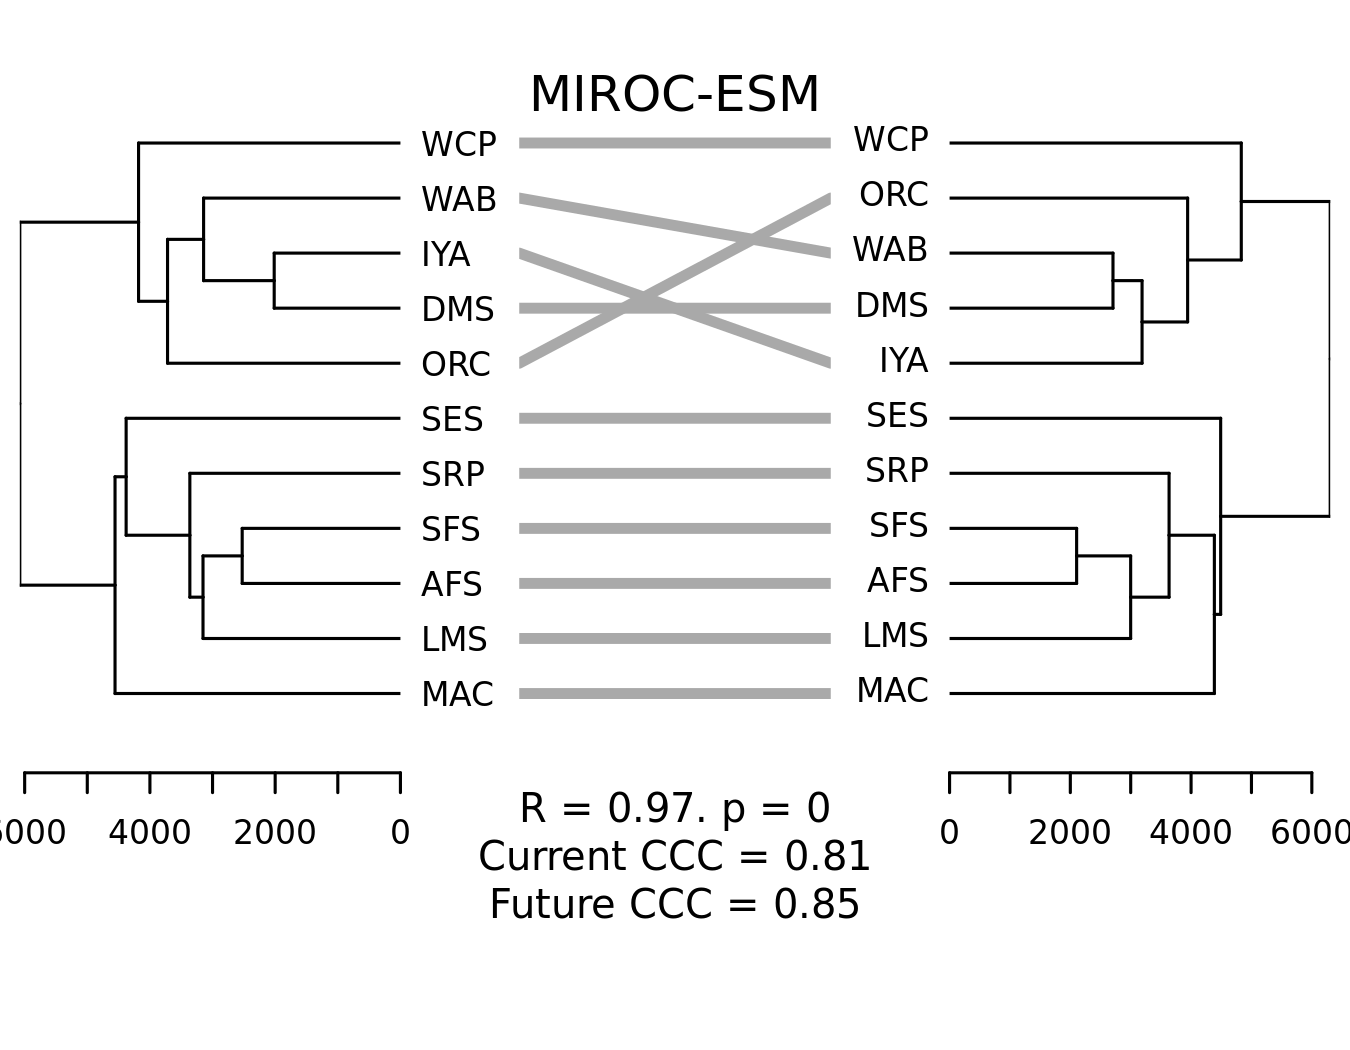 MIROC-ESM
WCP WCP
WAB ORC
IYA WAB
DMS DMS
ORC IYA
SES SES
SRP SRP
SFS SFS
AFS AFS
LMS LMS
MAC MAC
4000 2000 0 0 2000 4000 6000
R = 0.97. p = 0
Current CCC = 0.81
Future CCC = 0.85